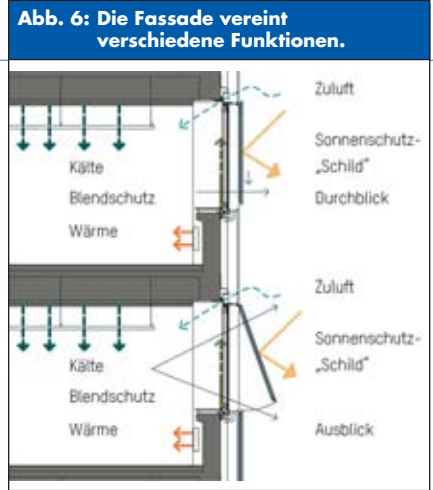 Abb. 6: Die Fassade vereint
verschiedene Funktionen.
Zuluft
Sonnenschutz-
„Schild“
Kälte
Blendschutz
Durchblick
Wärme
Zuluft
Sonnenschutz-
„Schild“
Kälte
Blendschutz
Wärme
Ausblick